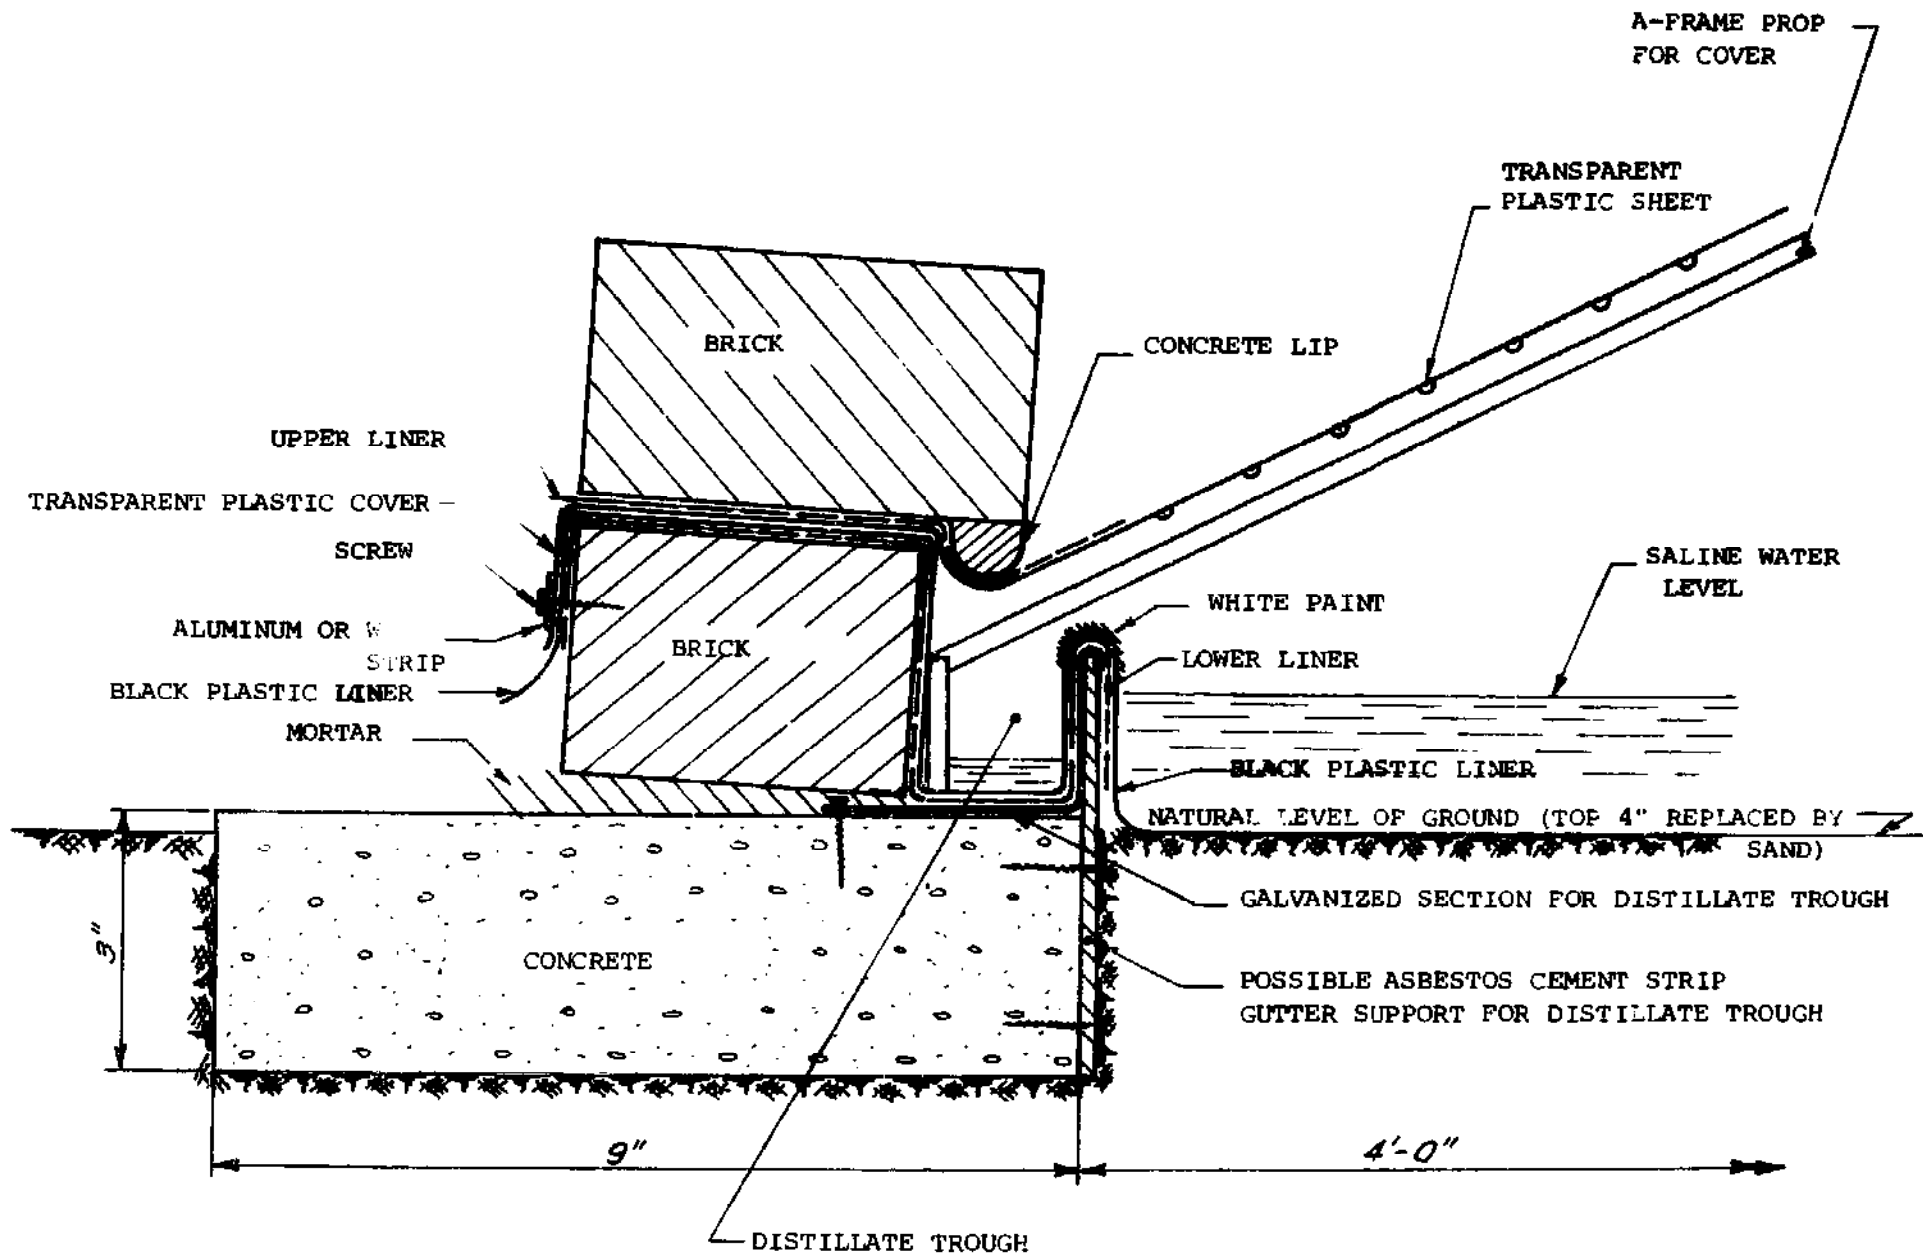 A-FRAME PROP
FOR COVER
TRANSPARENT
PLASTIC SHEET
BRICK
CONCRETE LIP
UPPER LINER
TRANSPARENT PLASTIC COVER
SCREW
SALINE WATER
LEVEL
WHITE PAINT
ALUMINUM OR W
STRIP
BRICK
LOWER LINER
BLACK PLASTIC LINER
MORTAR
BLACK PLASTIC LINER
NATURAL LEVEL OF GROUND (TOP 4" REPLACED BY
SAND)
GALVANIZED SECTION FOR DISTILLATE TROUGH
3"
CONCRETE
POSSIBLE ASBESTOS CEMENT STRIP
GUTTER SUPPORT FOR DISTILLATE TROUGH
9"
4'-0"
DISTILLATE TROUGH